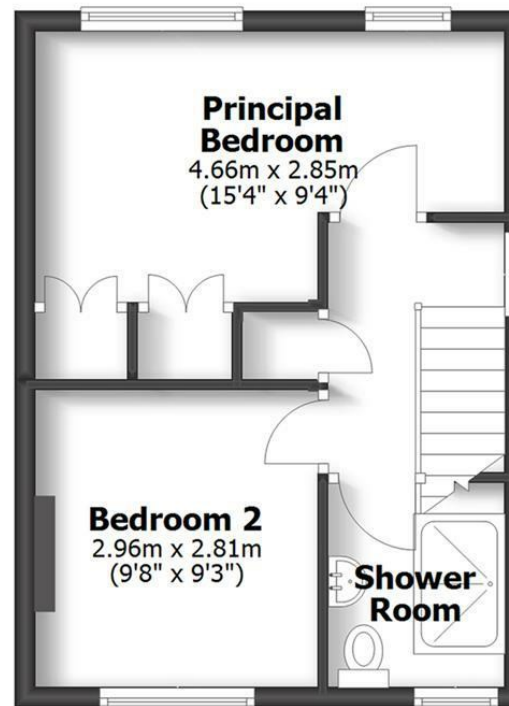 Principal
Bedroom
4.66m x 2.85m
(15'4" x 9'4")
Bedroom 2
2.96m x 2.81m
(9'8" x 9'3")
Shower
Room